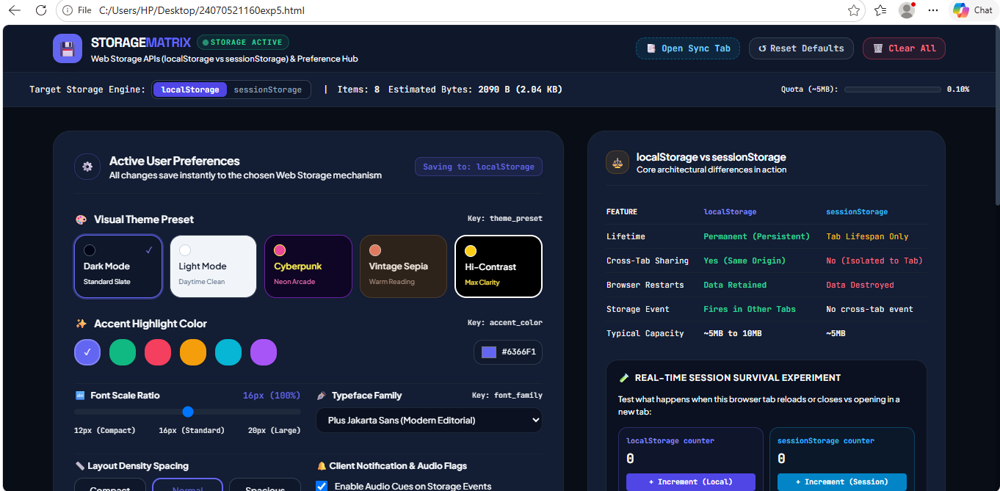 File C:/Users/HP/Desktop/24070521160exp5.html
Chat
STORAGEMATRIX STORAGE ACTIVE
Web Storage APIs (localStorage vs sessionStorage) & Preference Hub
Open Sync Tab
Reset Defaults
Clear All
Target Storage Engine: localStorage sessionStorage | Items: 8 Estimated Bytes: 2090 B (2.04 KB)
Quota (~5MB): 0.10%
Active User Preferences
All changes save instantly to the chosen Web Storage mechanism
Saving to: localStorage
Visual Theme Preset
Key: theme_preset
Dark Mode
Standard Slate
Light Mode
Daytime Clean
Cyberpunk
Neon Arcade
Vintage Sepia
Warm Reading
Hi-Contrast
Max Clarity
Accent Highlight Color
Key: accent_color
#6366F1
Font Scale Ratio 16px (100%)
12px (Compact) 16px (Standard) 20px (Large)
Typeface Family Key: font_family
Plus Jakarta Sans (Modern Editorial)
Layout Density Spacing
Compact Normal Spacious
Client Notification & Audio Flags
Enable Audio Cues on Storage Events
localStorage vs sessionStorage
Core architectural differences in action
FEATURE localStorage sessionStorage
Lifetime Permanent (Persistent) Tab Lifespan Only
Cross-Tab Sharing Yes (Same Origin) No (Isolated to Tab)
Browser Restarts Data Retained Data Destroyed
Storage Event Fires in Other Tabs No cross-tab event
Typical Capacity ~5MB to 10MB ~5MB
REAL-TIME SESSION SURVIVAL EXPERIMENT
Test what happens when this browser tab reloads or closes vs opening in a
new tab:
localStorage counter
0
+ Increment (Local)
sessionStorage counter
0
+ Increment (Session)